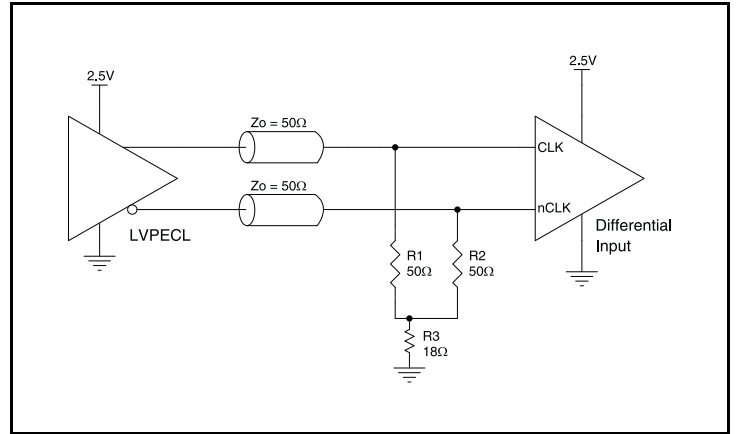 2.5V
2.5V
Zo = 50Ω
CLK
Zo = 50Ω
nCLK
LVPECL
Differential
Input
R1
50Ω
R2
50Ω
R3
18Ω